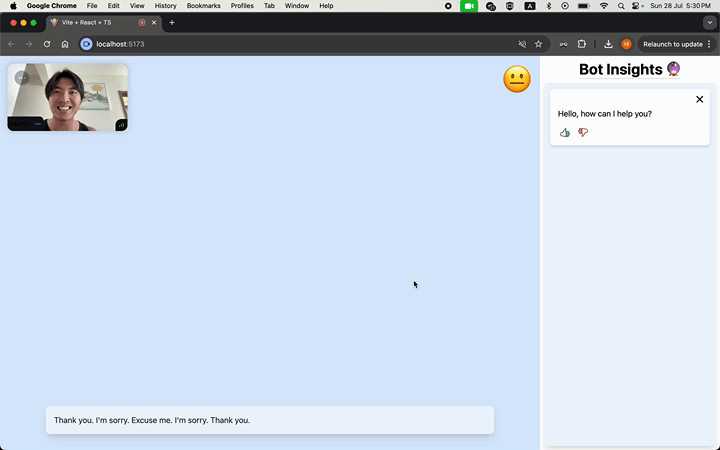 Google Chrome File Edit View History Bookmarks Profiles Tab Window Help A Sun 28 Jul 5:30 PM
Vite + React + TS
localhost:5173 Relaunch to update
Bot Insights 🔮
Hello, how can I help you?
Thank you. I'm sorry. Excuse me. I'm sorry. Thank you.